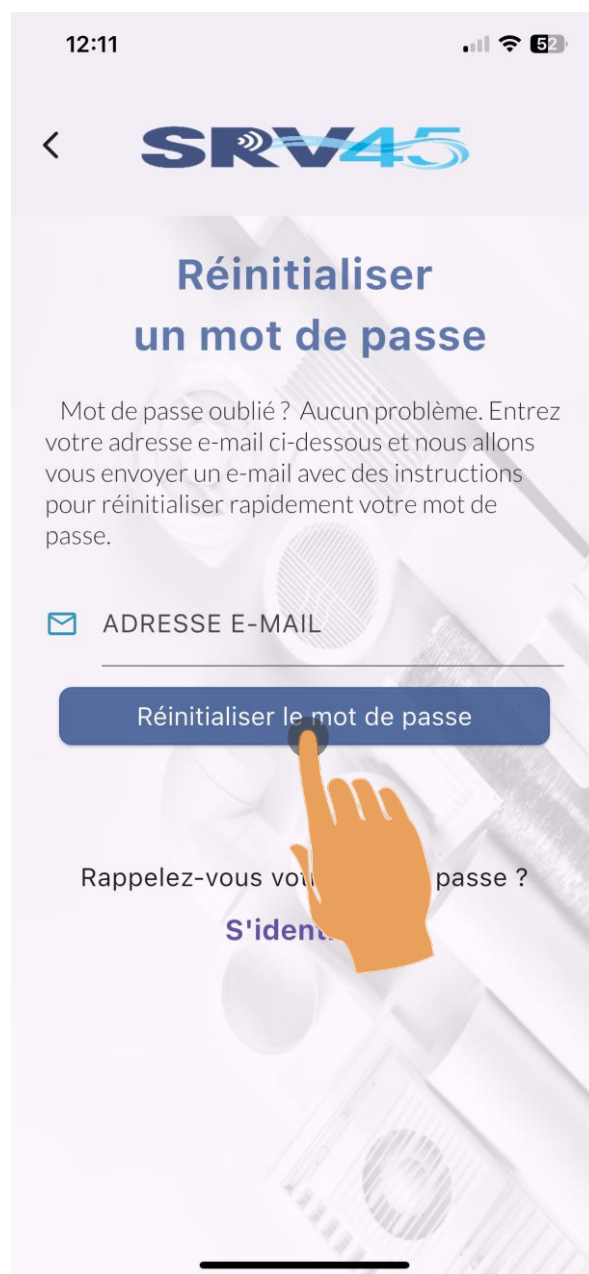 12:11
52
SRV45
Réinitialiser
un mot de passe
Mot de passe oublié ? Aucun problème. Entrez
votre adresse e-mail ci-dessous et nous allons
vous envoyer un e-mail avec des instructions
pour réinitialiser rapidement votre mot de
passe.
ADRESSE E-MAIL
Réinitialiser le mot de passe
Rappelez-vous passe ?